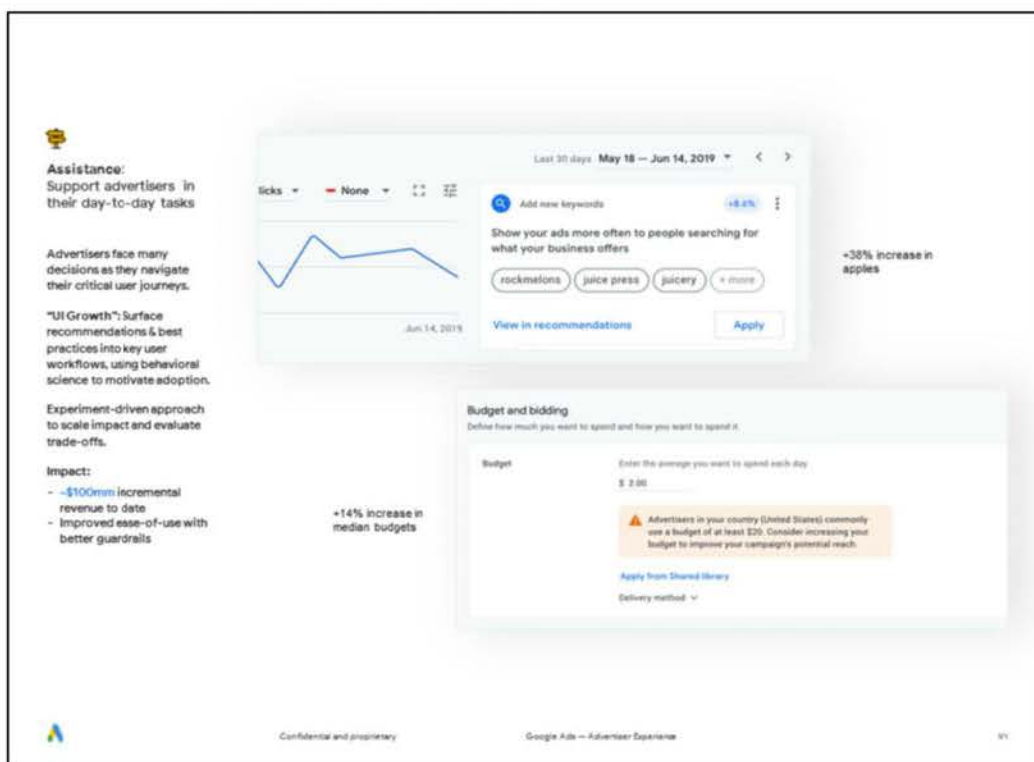 Assistance:
Support advertisers in
their day-to-day tasks
Advertisers face many
decisions as they navigate
their critical user journeys.
"UI Growth": Surface
recommendations & best
practices into key user
workflows, using behavioral
science to motivate adoption.
Experiment-driven approach
to scale impact and evaluate
trade-offs.
Impact:
- ~$100mm incremental
revenue to date
- Improved ease-of-use with
better guardrails
Last 30 days May 18 — Jun 14, 2019
licks
None
Jun 14, 2019
Add new keywords
Show your ads more often to people searching for
what your business offers
rockmelons juice press juicery + more
View in recommendations Apply
+38% increase in
applies
+14% increase in
median budgets
Budget and bidding
Define how much you want to spend and how you want to spend it
Budget
Enter the average you want to spend each day
$ 2.00
Advertisers in your country (United States) commonly
use a budget of at least $20. Consider increasing your
budget to improve your campaign's potential reach.
Apply from Shared library
Delivery method
Confidential and proprietary
Google Ads — Advertiser Experience